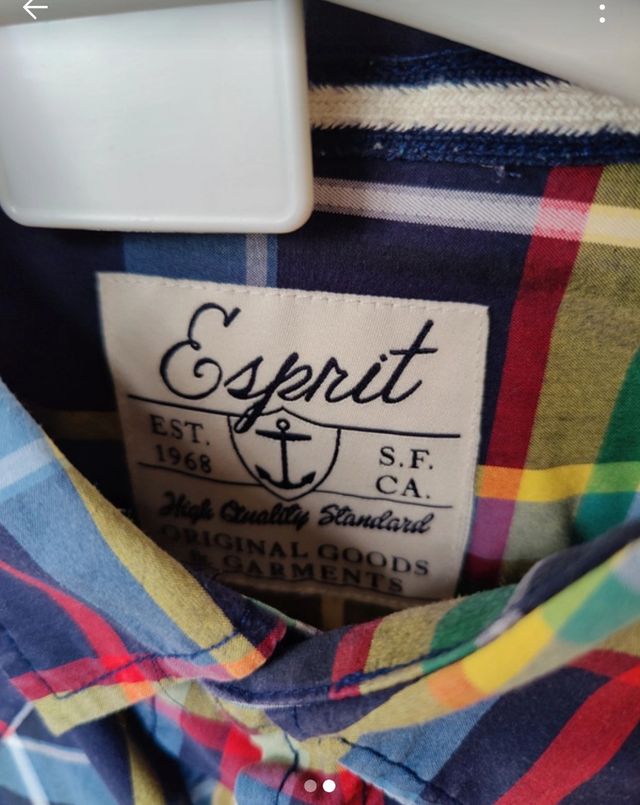 Esprit
EST.
1968
S.F.
CA.
High Quality Standard
ORIGINAL GOODS
& GARMENTS